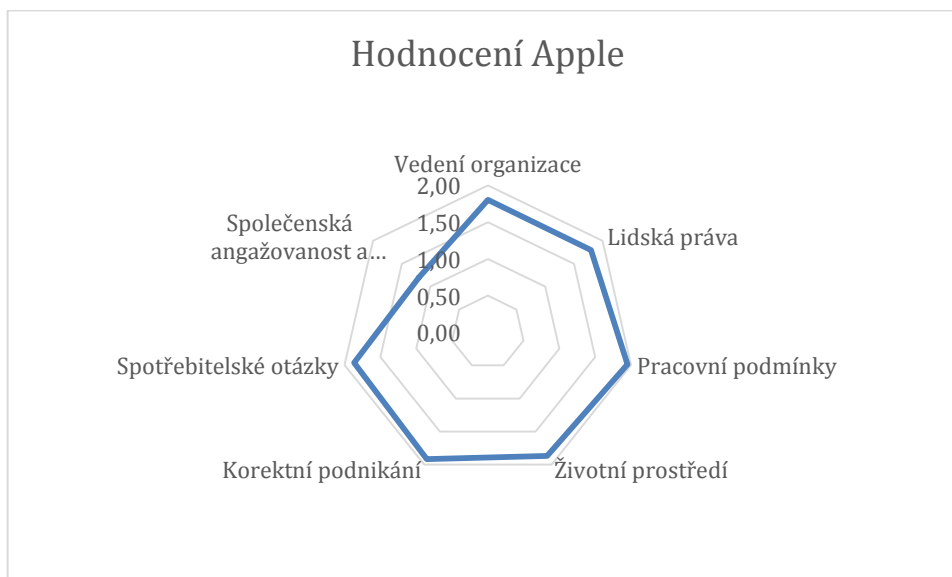 Hodnocení Apple
Vedení organizace
2,00
1,50
1,00
0,50
0,00
Lidská práva
Pracovní podmínky
Životní prostředí
Korektní podnikání
Spotřebitelské otázky
Společenská
angažovanost a...